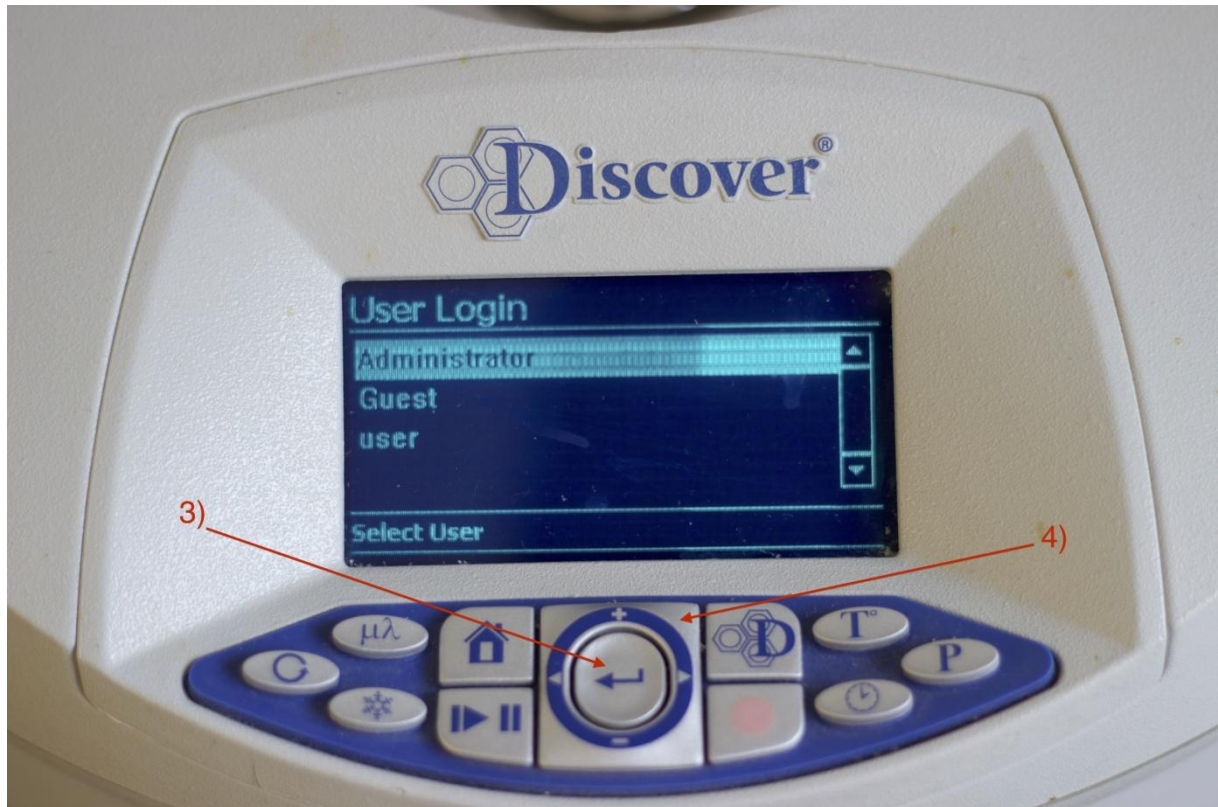 Discover®
User Login
Administrator
Guest
user
Select User
3)
4)
+
μλ
D
T°
P
-